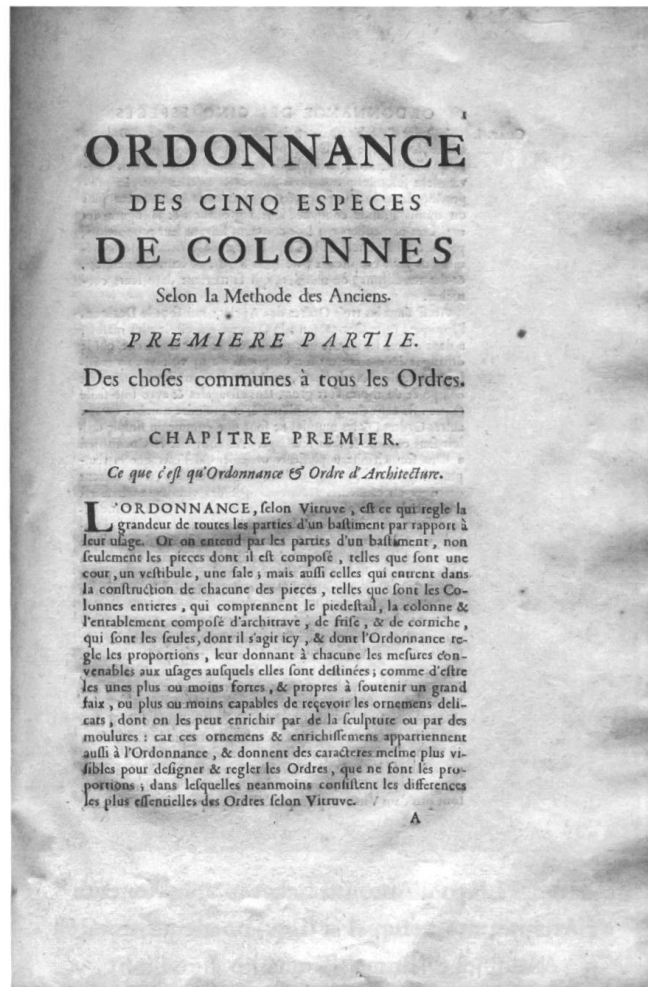 1
ORDONNANCE
DES CINQ ESPECES
DE COLONNES
Selon la Methode des Anciens.
PREMIERE PARTIE.
Des choſes communes à tous les Ordres.
CHAPITRE PREMIER.
Ce que c'eſt qu'Ordonnance & Ordre d'Architecture.
L'ORDONNANCE, ſelon Vitruve, eſt ce qui regle la
grandeur de toutes les parties d'un baſtiment par rapport à
leur uſage. Or on entend par les parties d'un baſtiment, non
ſeulement les pieces dont il eſt compoſé, telles que ſont une
cour, un veſtibule, une ſale; mais auſſi celles qui entrent dans
la conſtruction de chacune des pieces, telles que ſont les Co-
lonnes entieres, qui comprennent le piedeſtail, la colonne &
l'entablement compoſé d'architrave, de friſe, & de corniche,
qui ſont les ſeules, dont il s'agit icy, & dont l'Ordonnance re-
gle les proportions, leur donnant à chacune les meſures con-
venables aux uſages auſquels elles ſont deſtinées; comme d'eſtre
les unes plus ou moins fortes, & propres à ſoutenir un grand
faix, ou plus ou moins capables de reçevoir les ornemens deli-
cats, dont on les peut enrichir par de la ſculpture ou par des
moulures: car ces ornemens & enrichiſſemens appartiennent
auſſi à l'Ordonnance, & donnent des caracteres meſme plus vi-
ſibles pour deſigner & regler les Ordres, que ne font les pro-
portions; dans leſquelles neanmoins conſiſtent les differences
les plus eſſentielles des Ordres ſelon Vitruve.
A